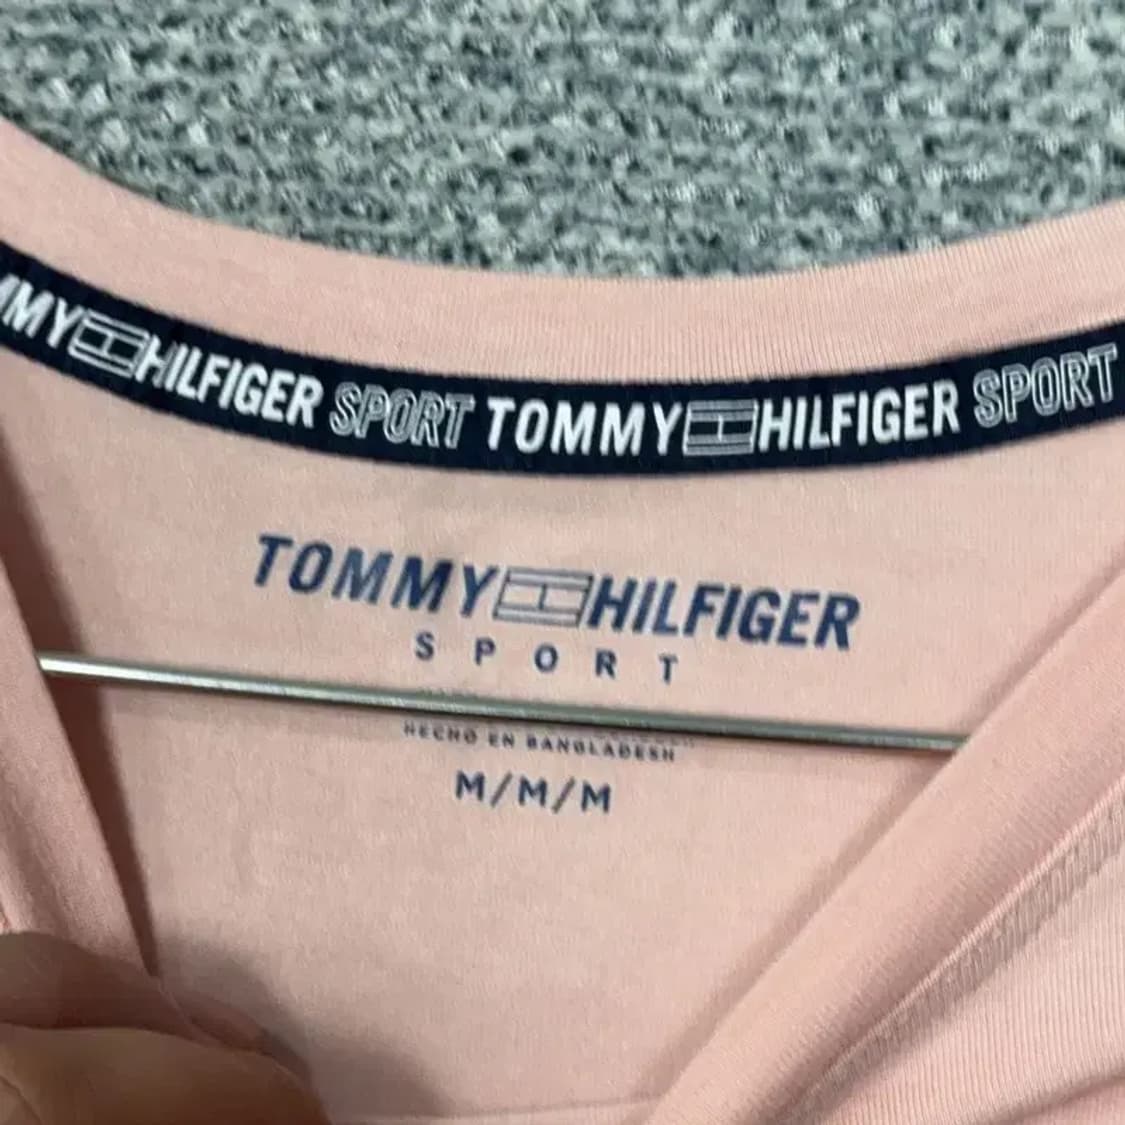 MMY HILFIGER SPORT TOMMY HILFIGER SPORT
TOMMY HILFIGER
SPORT
HECHO EN BANGLADESH
M/M/M